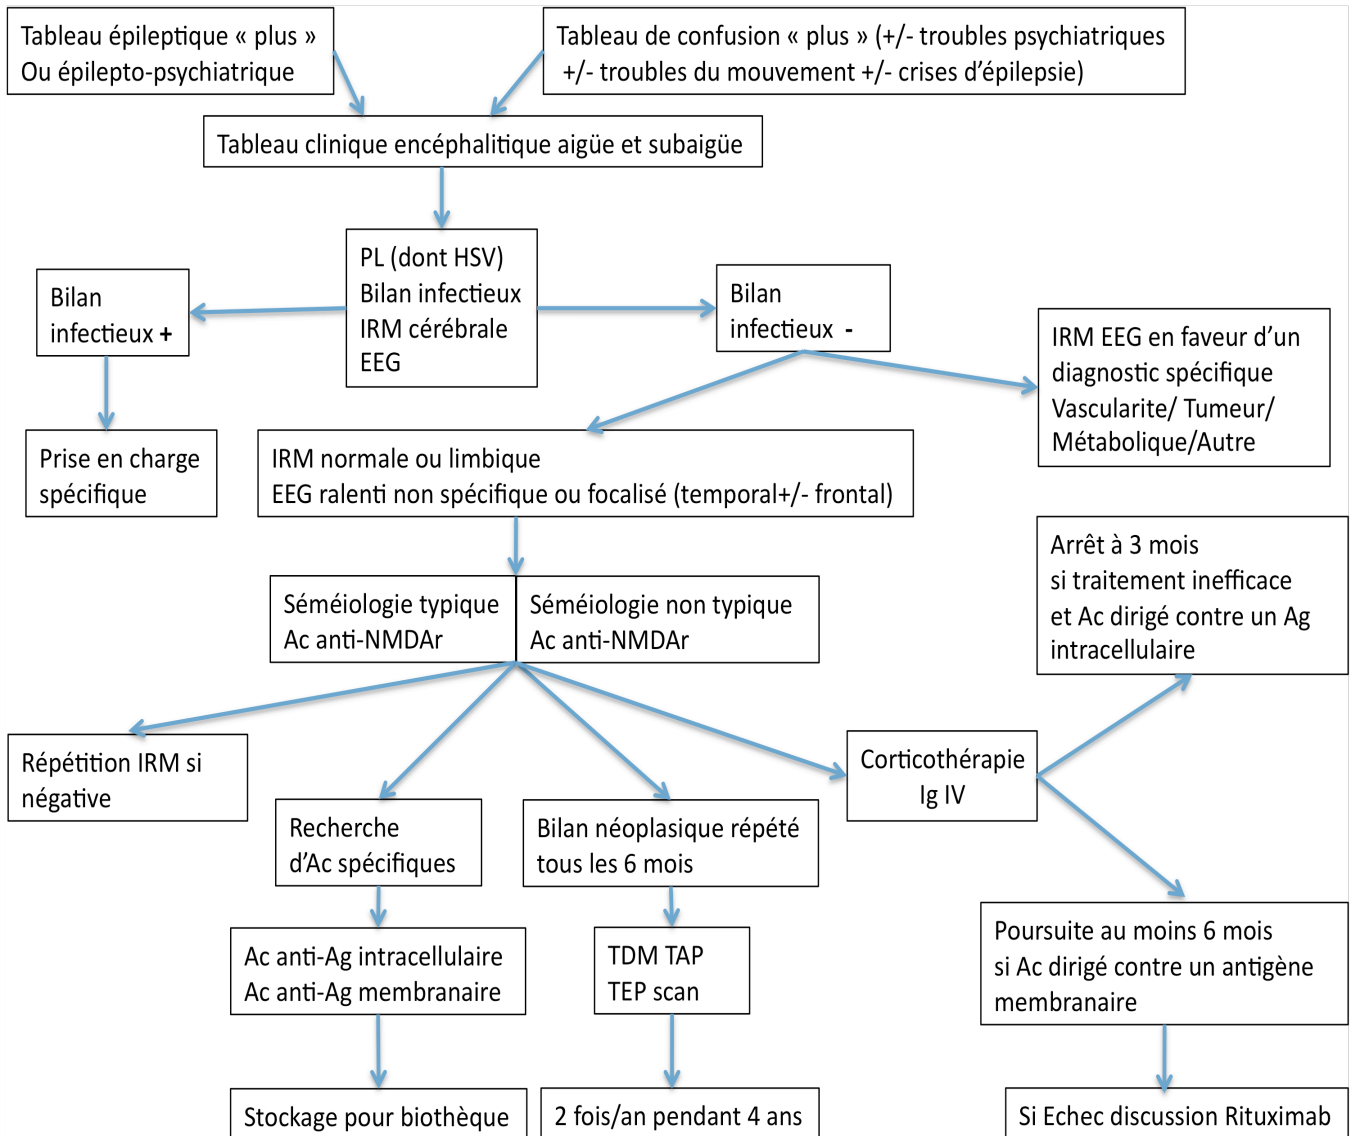 Tableau épileptique « plus »
Ou épilepto-psychiatrique
Tableau de confusion « plus » (+/- troubles psychiatriques
+/- troubles du mouvement +/- crises d’épilepsie)
Tableau clinique encéphalitique aigüe et subaigüe
PL (dont HSV)
Bilan infectieux
IRM cérébrale
EEG
Bilan
infectieux +
Bilan
infectieux -
IRM EEG en faveur d’un
diagnostic spécifique
Vascularite/ Tumeur/
Métabolique/Autre
Prise en charge
spécifique
IRM normale ou limbique
EEG ralenti non spécifique ou focalisé (temporal+/- frontal)
Séméiologie typique
Ac anti-NMDAr
Séméiologie non typique
Ac anti-NMDAr
Arrêt à 3 mois
si traitement inefficace
et Ac dirigé contre un Ag
intracellulaire
Répétition IRM si
négative
Recherche
d’Ac spécifiques
Bilan néoplasique répété
tous les 6 mois
Corticothérapie
Ig IV
Ac anti-Ag intracellulaire
Ac anti-Ag membranaire
TDM TAP
TEP scan
Poursuite au moins 6 mois
si Ac dirigé contre un antigène
membranaire
Stockage pour biothèque
2 fois/an pendant 4 ans
Si Echec discussion Rituximab